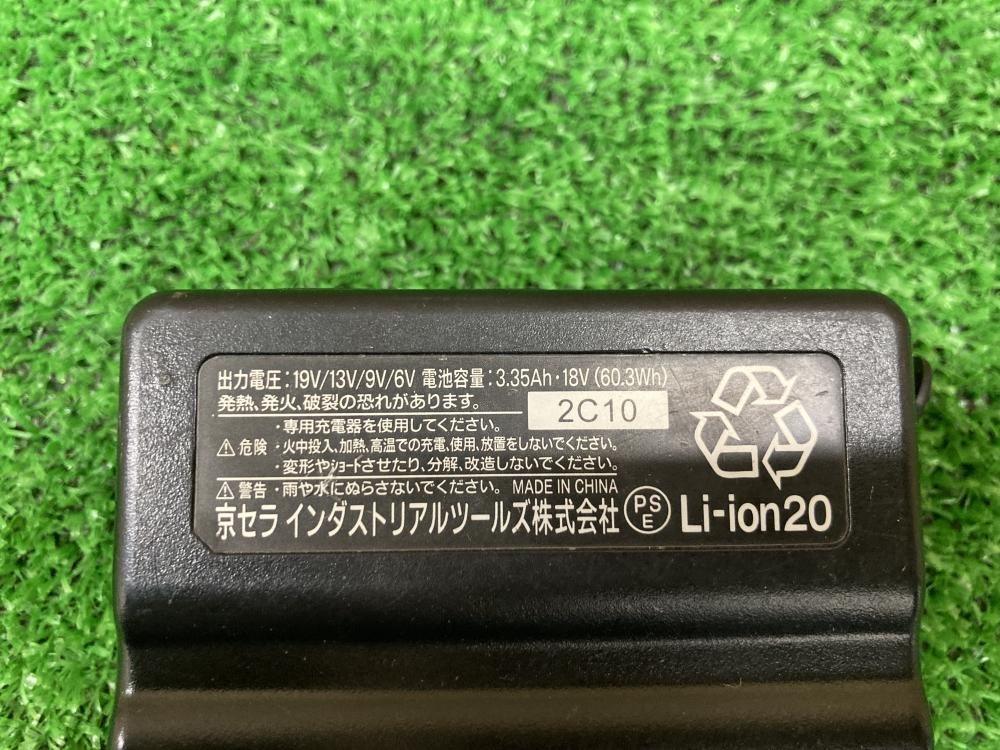 出力電圧：19V/13V/9V/6V 電池容量：3.35Ah・18V (60.3Wh)
発熱、発火、破裂の恐れがあります。
2C10
・専用充電器を使用してください。
⚠危険 ・火中投入、加熱、高温での充電、使用、放置をしないでください。
・変形やショートさせたり、分解、改造しないでください。
⚠警告 ・雨や水にぬらさないでください。 MADE IN CHINA
京セラ インダストリアルツールズ株式会社 PSE Li-ion20